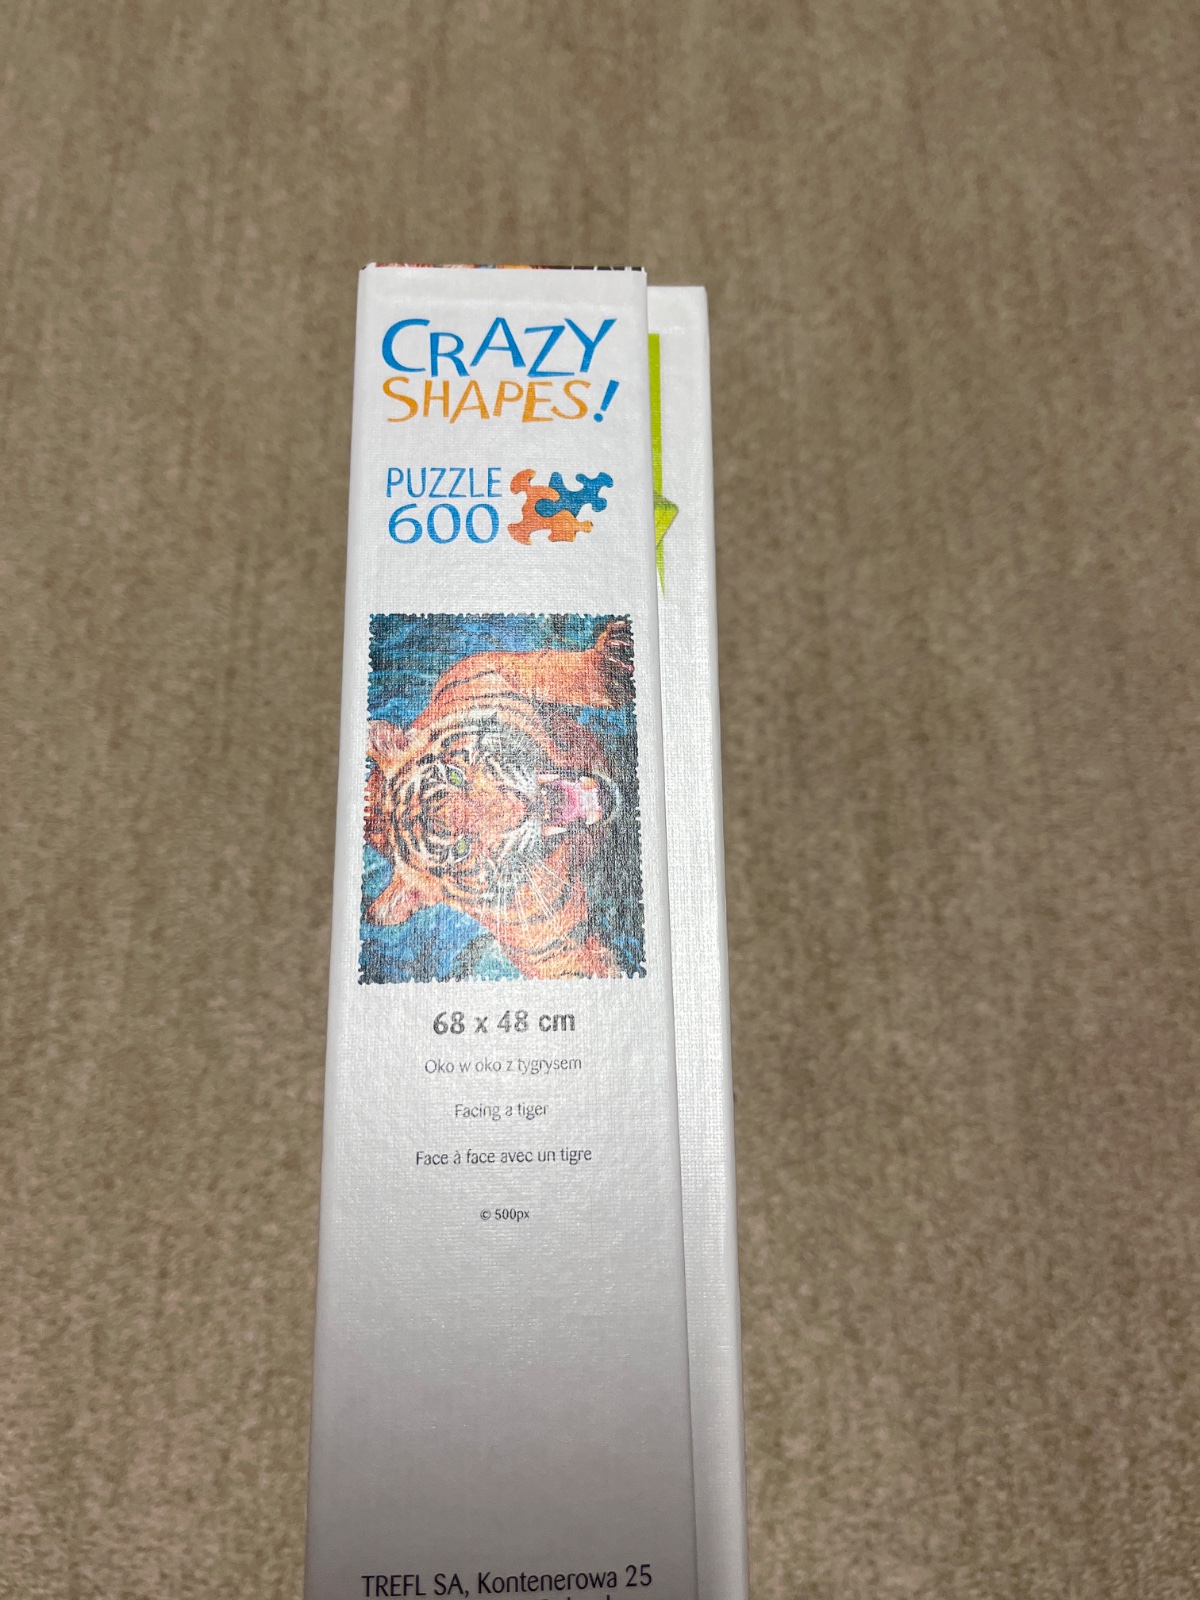 CRAZY
SHAPES!
PUZZLE
600
68 x 48 cm
Oko w oko z tygrysem
Facing a tiger
Face à face avec un tigre
© 500px
TREFL SA, Kontenerowa 25